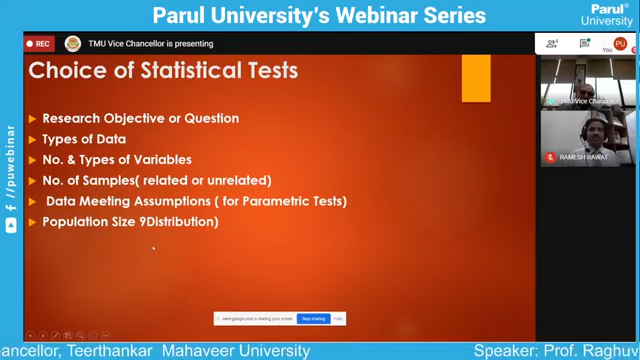 Parul University's Webinar Series
Parul®
University
REC
TMU Vice Chancellor is presenting
PU
You
Choice of Statistical Tests
Research Objective or Question
Types of Data
No. & Types of Variables
No. of Samples( related or unrelated)
Data Meeting Assumptions ( for Parametric Tests)
Population Size 9Distribution)
TMU Vice Chancellor
RAMESH RAWAT
meet.google.com is sharing your screen.
Stop sharing
Hide
/puwebinar
hancellor, Teerthankar Mahaveer University
Speaker: Prof. Raghuv